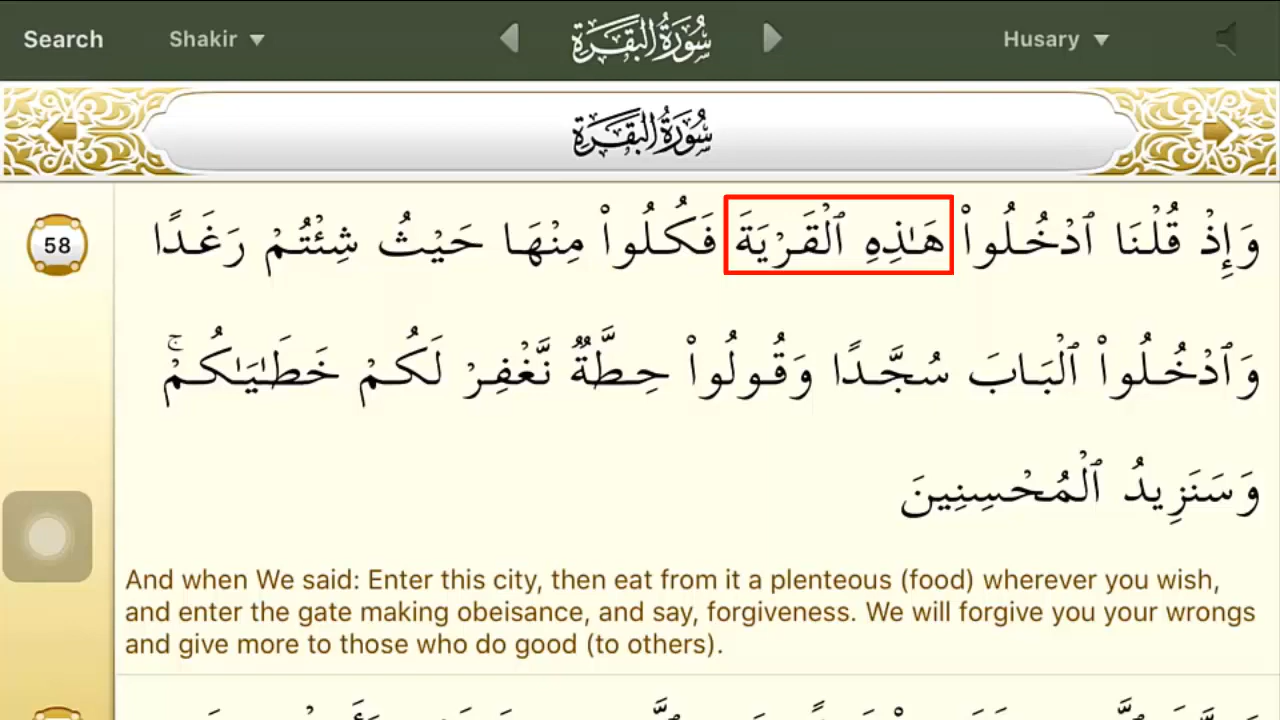 Search Shakir سُورَةُ البَقَرَةِ Husary
سُورَةُ البَقَرَةِ
58
وَإِذْ قُلْنَا ٱدْخُلُوا۟ هَـٰذِهِ ٱلْقَرْيَةَ فَكُلُوا۟ مِنْهَا حَيْثُ شِئْتُمْ رَغَدًا
وَٱدْخُلُوا۟ ٱلْبَابَ سُجَّدًا وَقُولُوا۟ حِطَّةٌ نَّغْفِرْ لَكُمْ خَطَـٰيَـٰكُمْ ۚ
وَسَنَزِيدُ ٱلْمُحْسِنِينَ
And when We said: Enter this city, then eat from it a plenteous (food) wherever you wish,
and enter the gate making obeisance, and say, forgiveness. We will forgive you your wrongs
and give more to those who do good (to others).